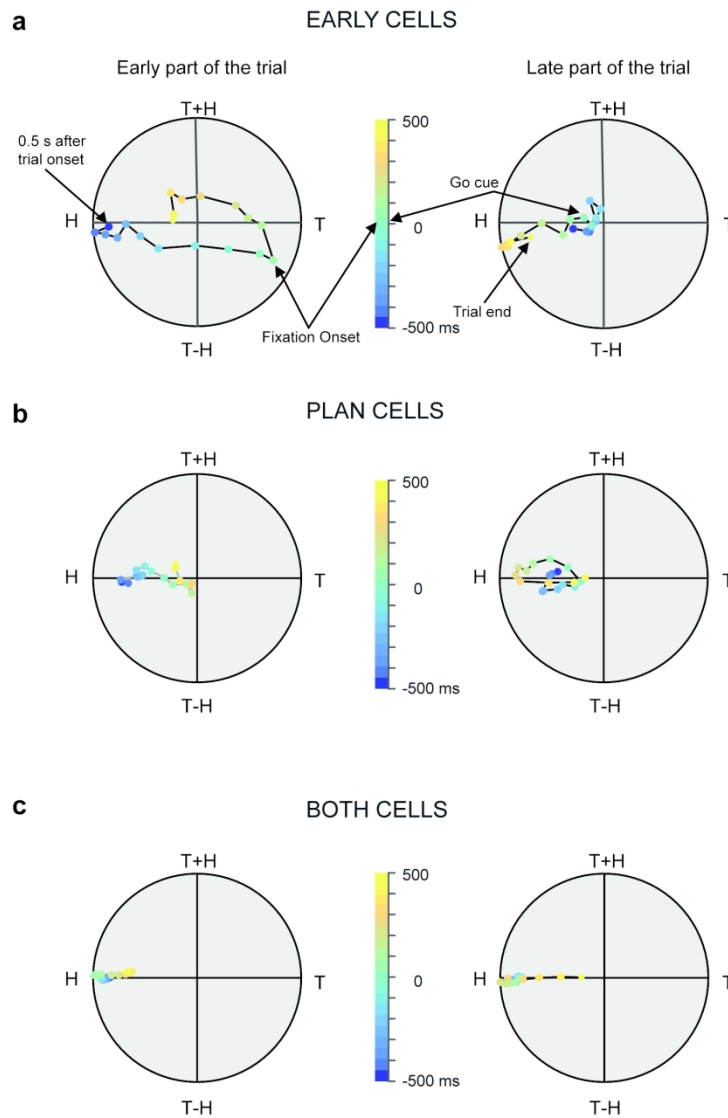 a
EARLY CELLS
Early part of the trial
Late part of the trial
T+H
T+H
0.5 s after
trial onset
500
Go cue
H
T
0
H
T
Trial end
Fixation Onset
-500 ms
T-H
T-H
b
PLAN CELLS
T+H
T+H
500
H
T
0
H
T
-500 ms
T-H
T-H
c
BOTH CELLS
T+H
T+H
500
H
T
0
H
T
-500 ms
T-H
T-H